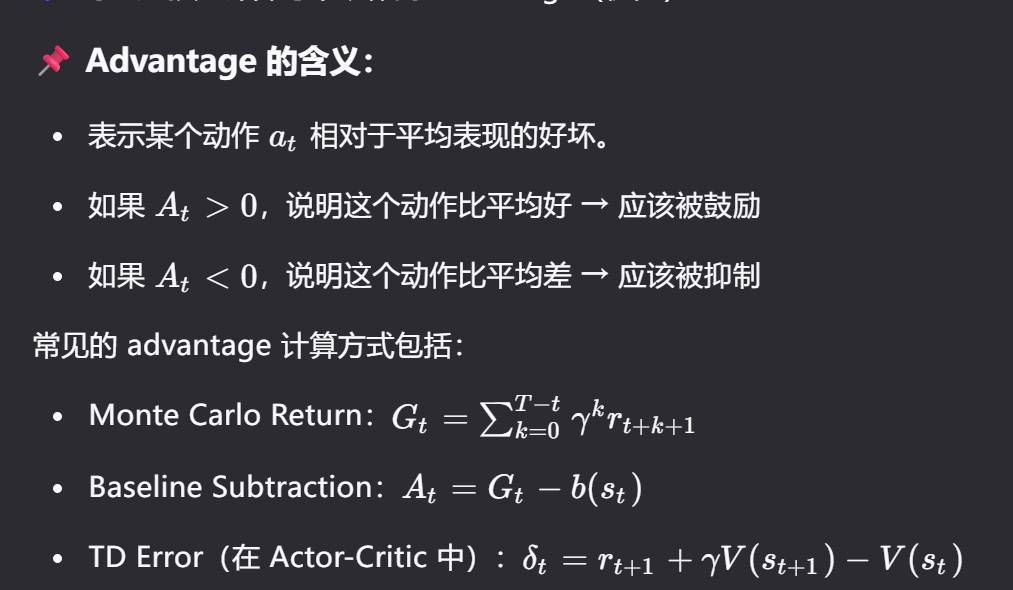 📌 Advantage 的含义：
• 表示某个动作 $a_t$ 相对于平均表现的好坏。
• 如果 $A_t > 0$，说明这个动作比平均好 → 应该被鼓励
• 如果 $A_t < 0$，说明这个动作比平均差 → 应该被抑制
常见的 advantage 计算方式包括：
• Monte Carlo Return：$G_t = \sum_{k=0}^{T-t} \gamma^k r_{t+k+1}$
• Baseline Subtraction：$A_t = G_t - b(s_t)$
• TD Error（在 Actor-Critic 中）：$\delta_t = r_{t+1} + \gamma V(s_{t+1}) - V(s_t)$